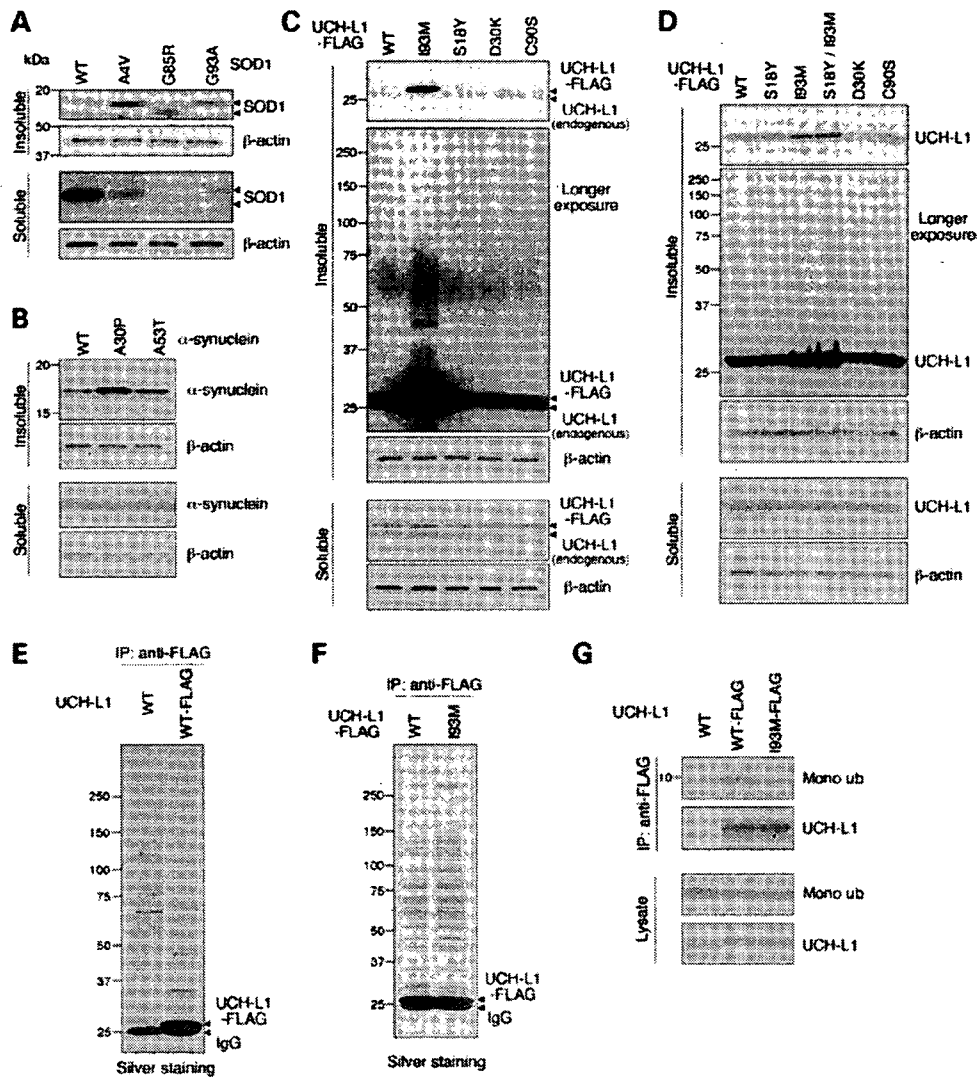 A
kDa
WT
A4V
G85R
G93A
SOD1
Insoluble
20
SOD1
50
37
β-actin
Soluble
SOD1
β-actin
B
WT
A30P
A53T
α-synuclein
Insoluble
20
15
α-synuclein
β-actin
Soluble
α-synuclein
β-actin
C
UCH-L1
-FLAG
WT
I93M
S18Y
D30K
C90S
Insoluble
25
UCH-L1
-FLAG
UCH-L1
(endogenous)
250
150
100
75
50
37
25
Longer
exposure
UCH-L1
-FLAG
UCH-L1
(endogenous)
β-actin
Soluble
UCH-L1
-FLAG
UCH-L1
(endogenous)
β-actin
D
UCH-L1
-FLAG
WT
S18Y
I93M
S18Y / I93M
D30K
C90S
Insoluble
25
UCH-L1
250
150
100
75
50
37
25
Longer
exposure
UCH-L1
β-actin
Soluble
UCH-L1
β-actin
E
IP: anti-FLAG
UCH-L1
WT
WT-FLAG
250
150
100
75
50
37
25
UCH-L1
-FLAG
IgG
Silver staining
F
IP: anti-FLAG
UCH-L1
-FLAG
WT
I93M
250
150
100
75
50
37
25
UCH-L1
-FLAG
IgG
Silver staining
G
UCH-L1
WT
WT-FLAG
I93M-FLAG
IP: anti-FLAG
10
Mono ub
UCH-L1
Lysate
Mono ub
UCH-L1